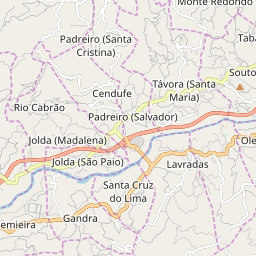 Monte Redondo
Padreiro (Santa
Cristina)
Taba
Souto
Távora (Santa
Maria)
Cendufe
Rio Cabrão
Padreiro (Salvador)
Jolda (Madalena)
Ole
Jolda (São Paio)
Lavradas
Santa Cruz
do Lima
emieira
Gandra